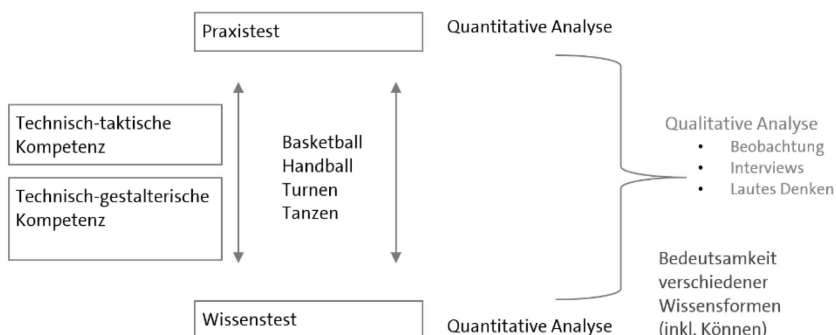 Praxistest
Quantitative Analyse
Technisch-taktische
Kompetenz
Technisch-gestalterische
Kompetenz
Basketball
Handball
Turnen
Tanzen
Qualitative Analyse
• Beobachtung
• Interviews
• Lautes Denken
Bedeutsamkeit
verschiedener
Wissensformen
(inkl. Können)
Wissenstest
Quantitative Analyse